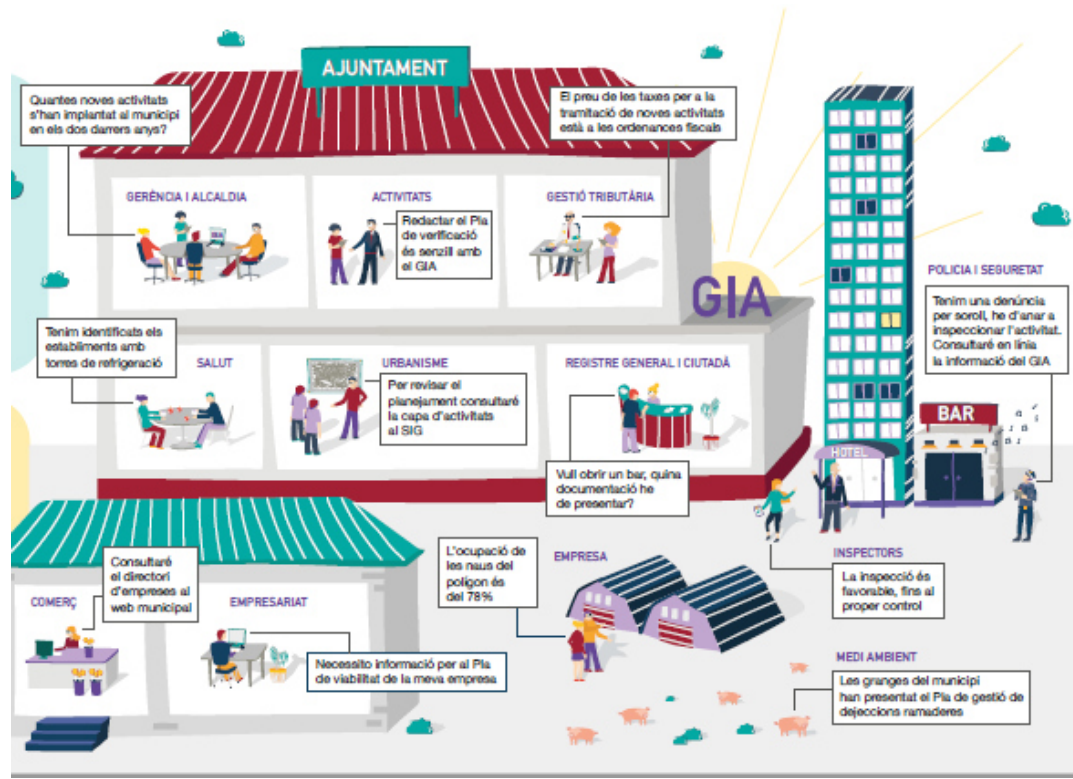 AJUNTAMENT
Quantes noves activitats
s'han implantat al municipi
en els dos darrers anys?
El preu de les taxes per a la
tramitació de noves activitats
està a les ordenances fiscals
GERÈNCIA I ALCALDIA
ACTIVITATS
Redactar el Pla
de verificació
és senzill amb
el GIA
GESTIÓ TRIBUTÀRIA
GIA
POLICIA I SEGURETAT
Tenim una denúncia
per soroll, he d'anar a
inspeccionar l'activitat.
Consultaré en línia
la informació del GIA
Tenim identificats els
establiments amb
torres de refrigeració
SALUT
URBANISME
Per revisar el
planejament consultaré
la capa d'activitats
al SIG
REGISTRE GENERAL I CIUTADÀ
Vull obrir un bar, quina
documentació he
de presentar?
HOTEL
BAR
INSPECTORS
La inspecció és
favorable, fins al
proper control
COMERÇ
Consultaré
el directori
d'empreses al
web municipal
EMPRESARIAT
Necessito informació per al Pla
de viabilitat de la meva empresa
L'ocupació de
les naus del
polígon és
del 78%
EMPRESA
MEDI AMBIENT
Les granges del municipi
han presentat el Pla de gestió de
dejeccions ramaderes